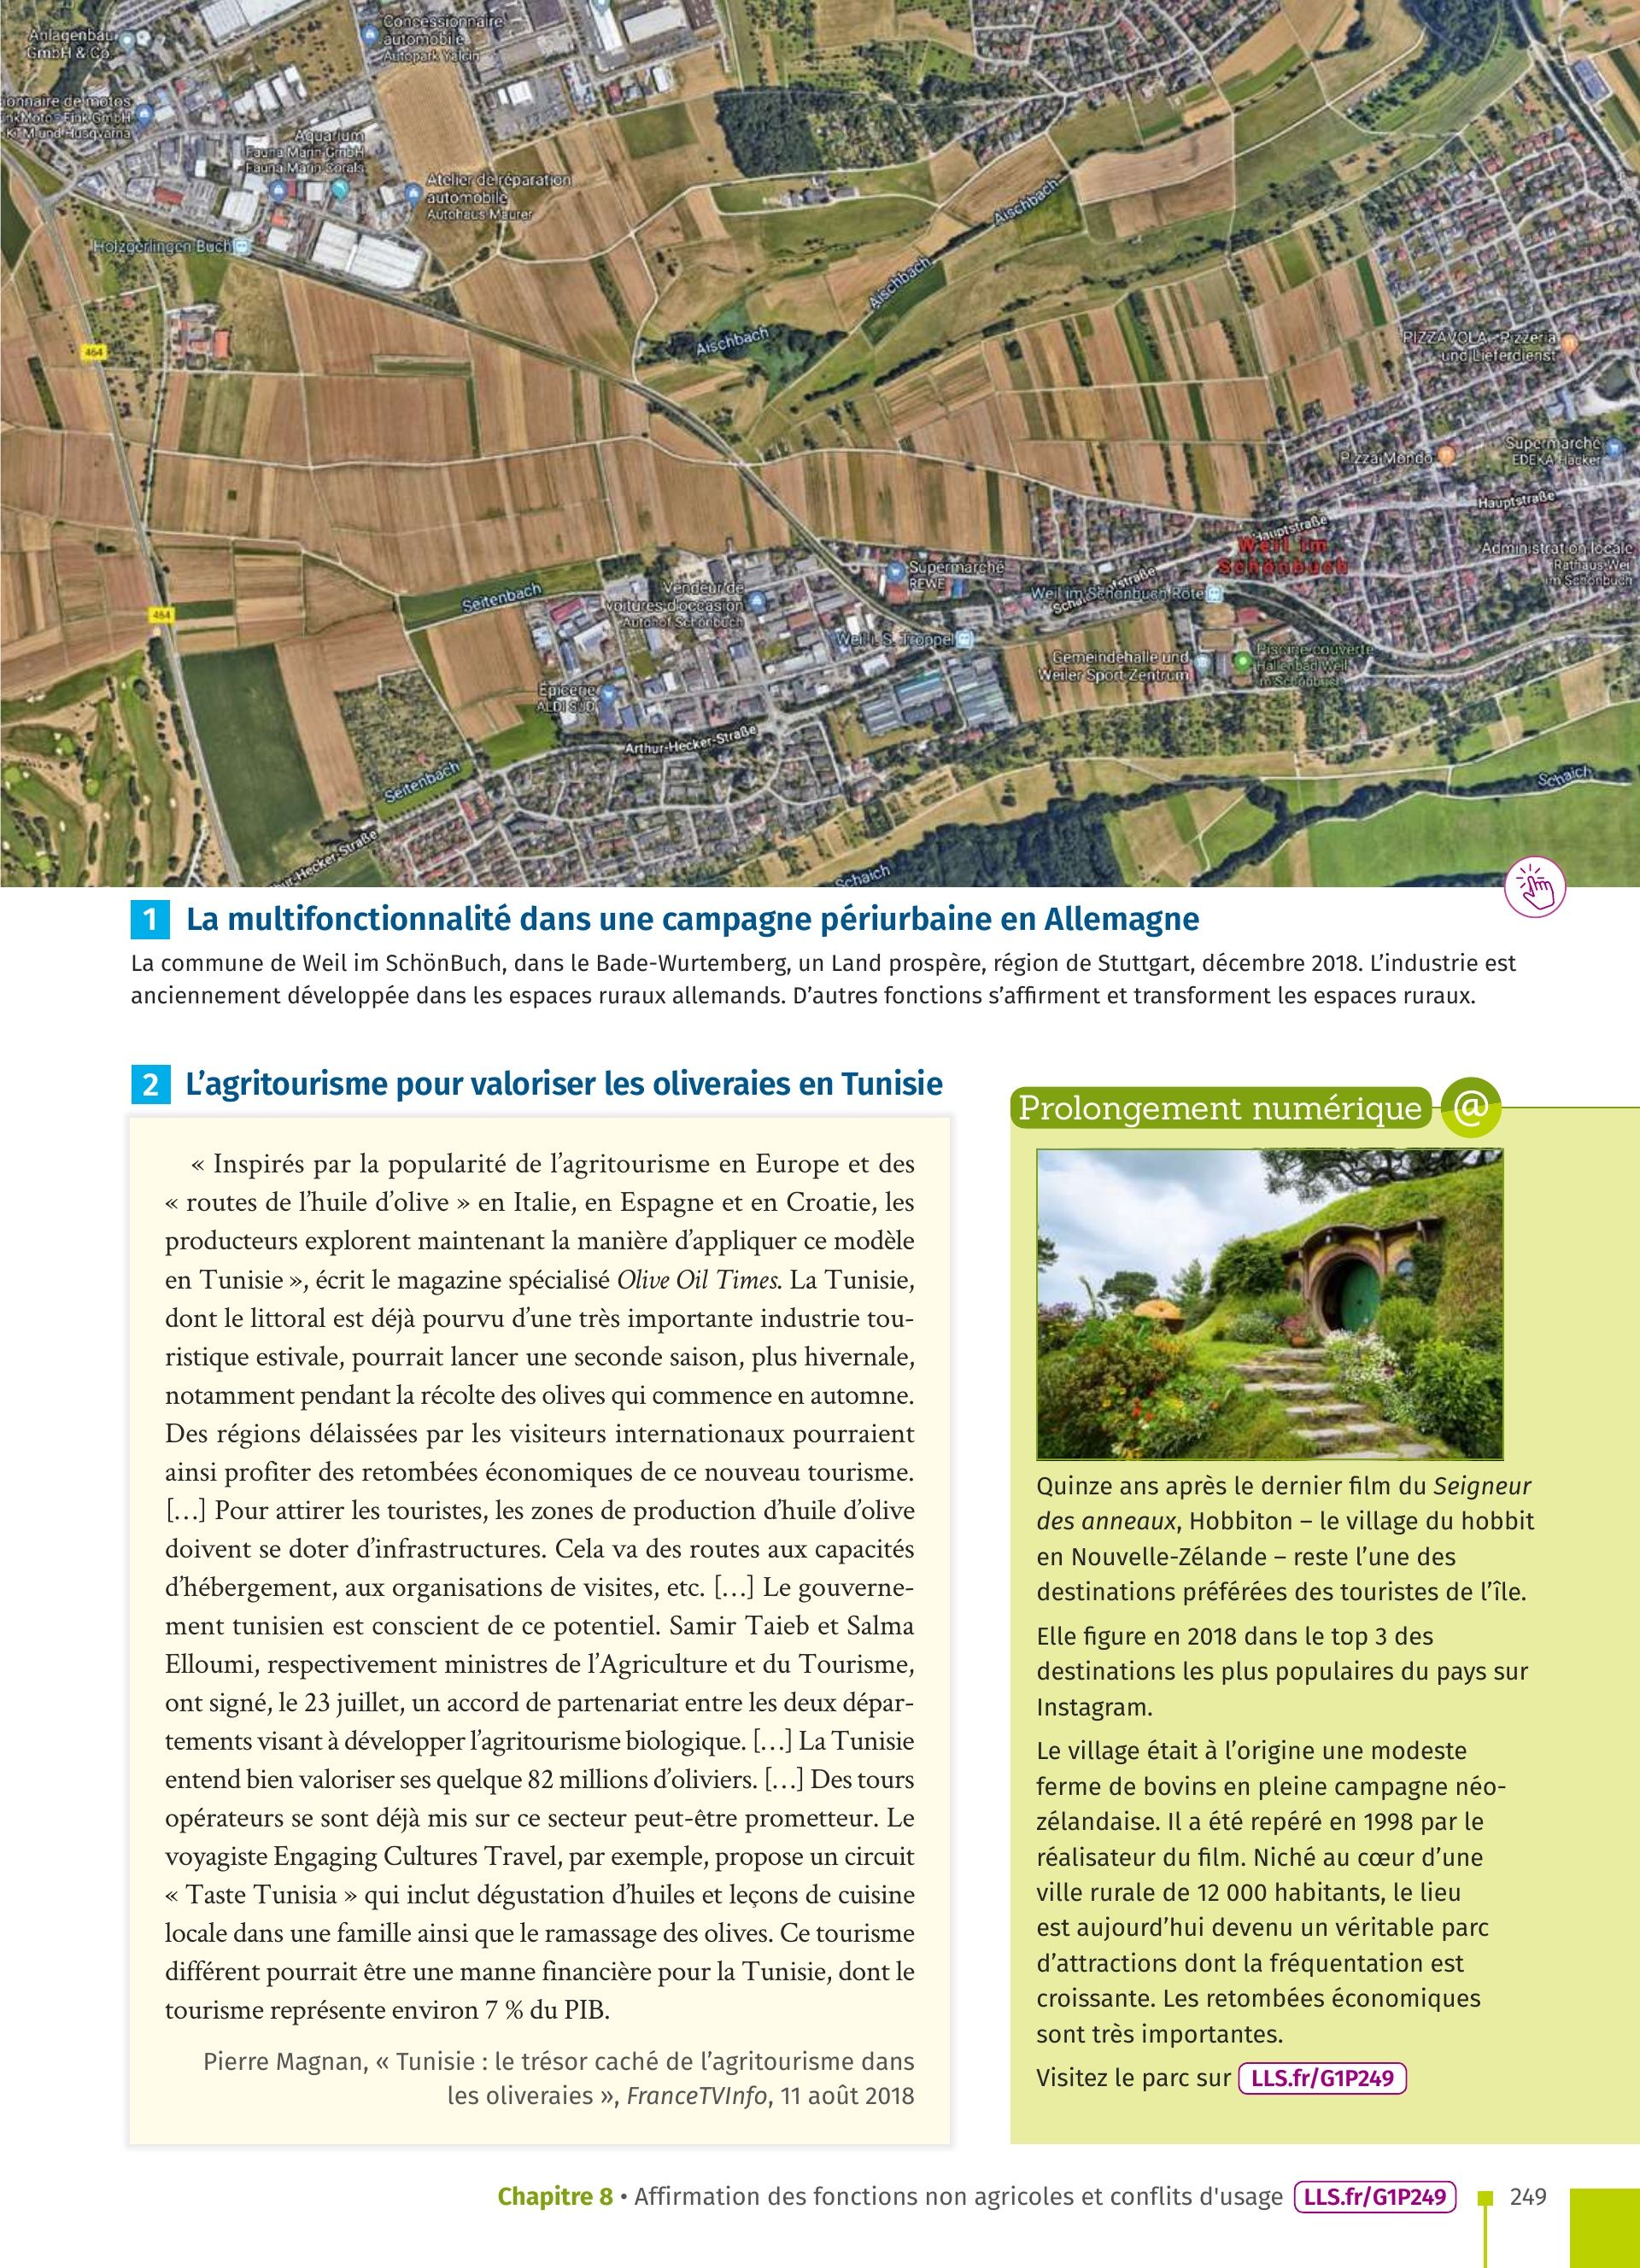 Anlagenbau
GmbH & Co
Concessionnaire
automobile
Autopark Yalcin
ionnaire de motos
KTM und Husqvarna
Aquarium
Fauna Marin GmbH
Fauna Marin Corals
Atelier de réparation
automobile
Autohaus Maurer
Holzgerlingen Buch
Aischbach
Aischbach
Aischbach
464
PIZZAVOLA - Pizzeria
und Lieferdienst
Pizza Mondo
Supermarché
EDEKA Hacker
Hauptstraße
Hauptstraße
Weil im
Schönbuch
Administration locale
Rathaus Weil
im Schönbuch
Supermarché
REWE
Weil im Schönbuch Röte
Seitenbach
Vendeur de
voitures d'occasion
Autohof Schönbuch
464
Weil i. S. Troppel
Gemeindehalle und
Weiler Sport Zentrum
Piscine couverte
Hallenbad Weil
im Schönbuch
Épicerie
ALDI SÜD
Arthur-Hecker-Straße
Seitenbach
Schaich
ur-Hecker-Straße
Schaich
1 La multifonctionnalité dans une campagne périurbaine en Allemagne
La commune de Weil im SchönBuch, dans le Bade-Wurtemberg, un Land prospère, région de Stuttgart, décembre 2018. L’industrie est
anciennement développée dans les espaces ruraux allemands. D’autres fonctions s’affirment et transforment les espaces ruraux.
2 L’agritourisme pour valoriser les oliveraies en Tunisie
« Inspirés par la popularité de l’agritourisme en Europe et des
« routes de l’huile d’olive » en Italie, en Espagne et en Croatie, les
producteurs explorent maintenant la manière d’appliquer ce modèle
en Tunisie », écrit le magazine spécialisé Olive Oil Times. La Tunisie,
dont le littoral est déjà pourvu d’une très importante industrie tou-
ristique estivale, pourrait lancer une seconde saison, plus hivernale,
notamment pendant la récolte des olives qui commence en automne.
Des régions délaissées par les visiteurs internationaux pourraient
ainsi profiter des retombées économiques de ce nouveau tourisme.
[…] Pour attirer les touristes, les zones de production d’huile d’olive
doivent se doter d’infrastructures. Cela va des routes aux capacités
d’hébergement, aux organisations de visites, etc. […] Le gouverne-
ment tunisien est conscient de ce potentiel. Samir Taieb et Salma
Elloumi, respectivement ministres de l’Agriculture et du Tourisme,
ont signé, le 23 juillet, un accord de partenariat entre les deux dépar-
tements visant à développer l’agritourisme biologique. […] La Tunisie
entend bien valoriser ses quelque 82 millions d’oliviers. […] Des tours
opérateurs se sont déjà mis sur ce secteur peut-être prometteur. Le
voyagiste Engaging Cultures Travel, par exemple, propose un circuit
« Taste Tunisia » qui inclut dégustation d’huiles et leçons de cuisine
locale dans une famille ainsi que le ramassage des olives. Ce tourisme
différent pourrait être une manne financière pour la Tunisie, dont le
tourisme représente environ 7 % du PIB.
Pierre Magnan, « Tunisie : le trésor caché de l’agritourisme dans
les oliveraies », FranceTVInfo, 11 août 2018
Prolongement numérique @
Quinze ans après le dernier film du Seigneur
des anneaux, Hobbiton – le village du hobbit
en Nouvelle-Zélande – reste l’une des
destinations préférées des touristes de l’île.
Elle figure en 2018 dans le top 3 des
destinations les plus populaires du pays sur
Instagram.
Le village était à l’origine une modeste
ferme de bovins en pleine campagne néo-
zélandaise. Il a été repéré en 1998 par le
réalisateur du film. Niché au cœur d’une
ville rurale de 12 000 habitants, le lieu
est aujourd’hui devenu un véritable parc
d’attractions dont la fréquentation est
croissante. Les retombées économiques
sont très importantes.
Visitez le parc sur LLS.fr/G1P249
Chapitre 8 • Affirmation des fonctions non agricoles et conflits d'usage LLS.fr/G1P249 249